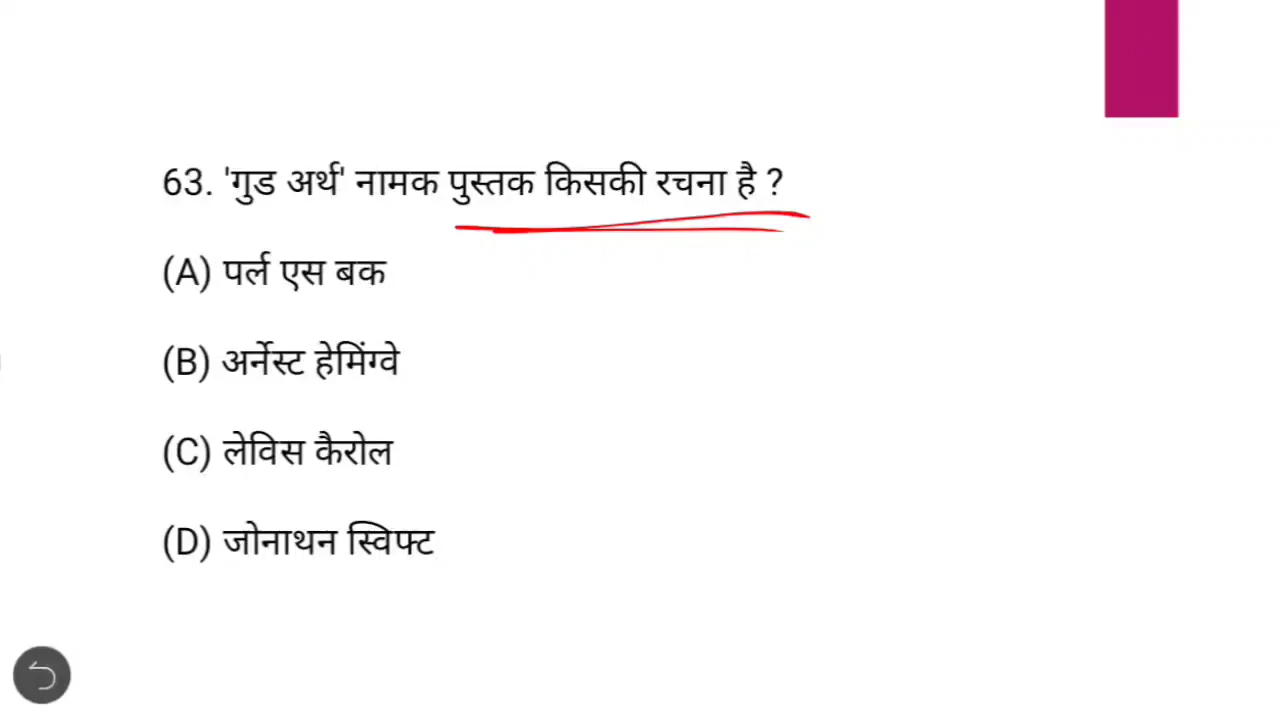 63. 'गुड अर्थ' नामक पुस्तक किसकी रचना है ?
(A) पर्ल एस बक
(B) अर्नेस्ट हेमिंग्वे
(C) लेविस कैरोल
(D) जोनाथन स्विफ्ट